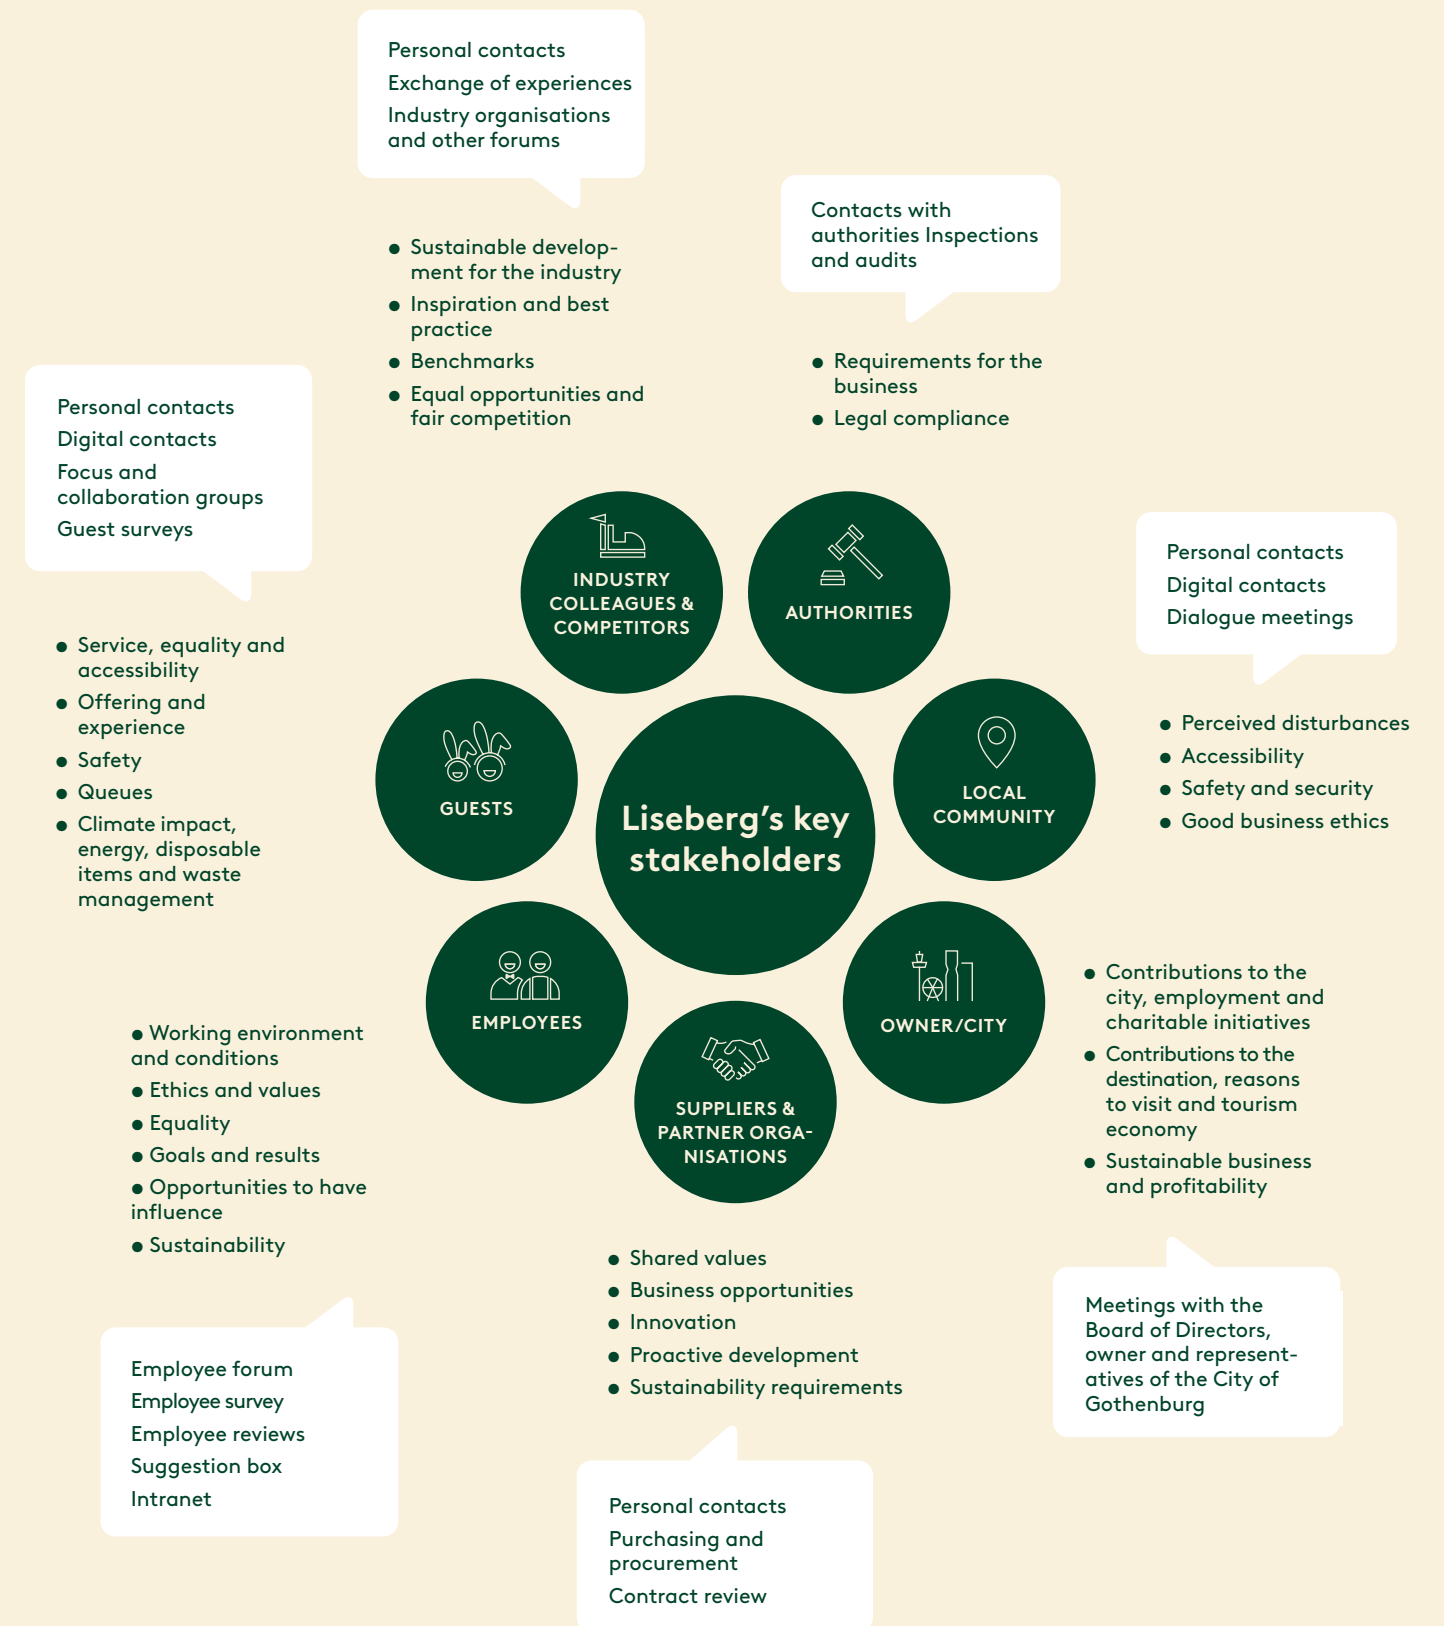 Personal contacts
Exchange of experiences
Industry organisations
and other forums
● Sustainable develop-
ment for the industry
● Inspiration and best
practice
● Benchmarks
● Equal opportunities and
fair competition
Contacts with
authorities Inspections
and audits
● Requirements for the
business
● Legal compliance
Personal contacts
Digital contacts
Focus and
collaboration groups
Guest surveys
● Service, equality and
accessibility
● Offering and
experience
● Safety
● Queues
● Climate impact,
energy, disposable
items and waste
management
INDUSTRY
COLLEAGUES &
COMPETITORS
AUTHORITIES
Personal contacts
Digital contacts
Dialogue meetings
● Perceived disturbances
● Accessibility
● Safety and security
● Good business ethics
GUESTS
Liseberg’s key
stakeholders
LOCAL
COMMUNITY
EMPLOYEES
SUPPLIERS &
PARTNER ORGA-
NISATIONS
OWNER/CITY
● Working environment
and conditions
● Ethics and values
● Equality
● Goals and results
● Opportunities to have
influence
● Sustainability
Employee forum
Employee survey
Employee reviews
Suggestion box
Intranet
● Shared values
● Business opportunities
● Innovation
● Proactive development
● Sustainability requirements
Personal contacts
Purchasing and
procurement
Contract review
● Contributions to the
city, employment and
charitable initiatives
● Contributions to the
destination, reasons
to visit and tourism
economy
● Sustainable business
and profitability
Meetings with the
Board of Directors,
owner and represent-
atives of the City of
Gothenburg